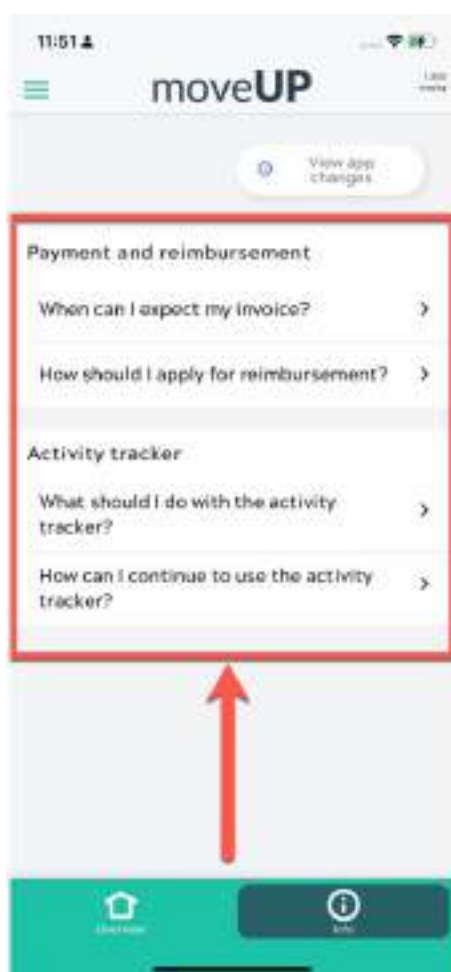 11:51
moveUP
View app
changes
Payment and reimbursement
When can I expect my invoice?
How should I apply for reimbursement?
Activity tracker
What should I do with the activity
tracker?
How can I continue to use the activity
tracker?
Info